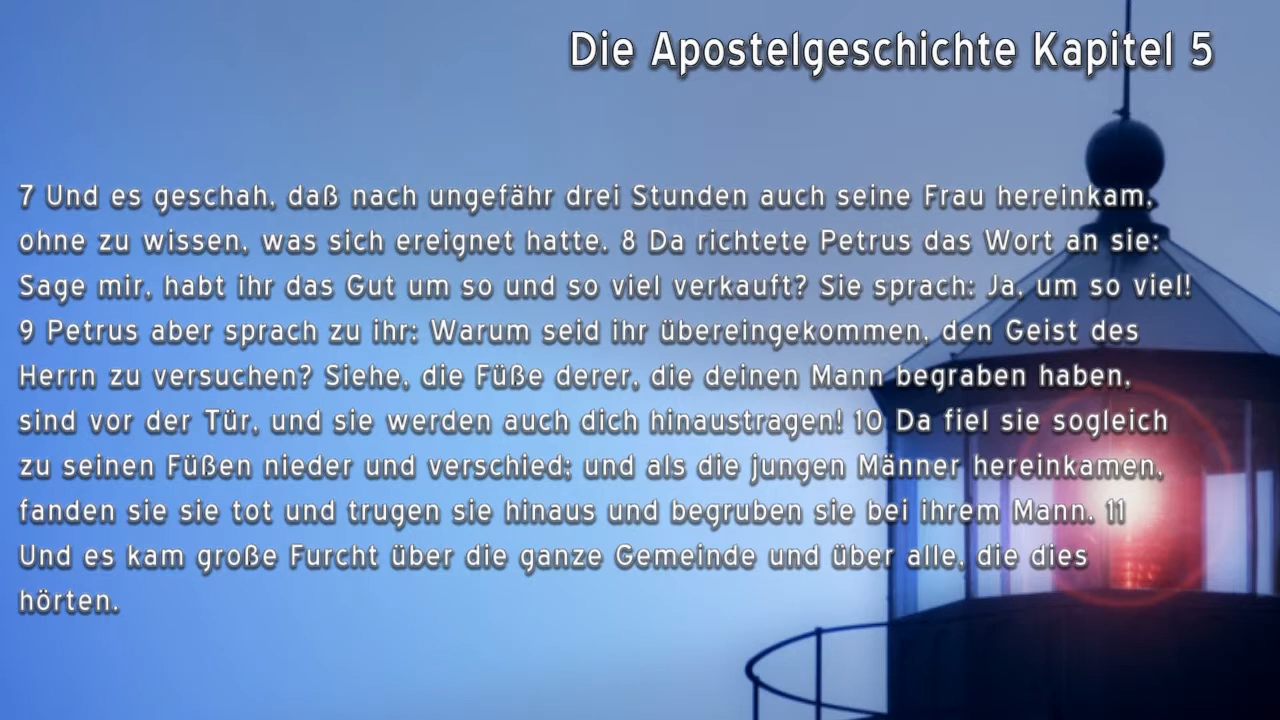 Die Apostelgeschichte Kapitel 5
7 Und es geschah, daß nach ungefähr drei Stunden auch seine Frau hereinkam,
ohne zu wissen, was sich ereignet hatte. 8 Da richtete Petrus das Wort an sie:
Sage mir, habt ihr das Gut um so und so viel verkauft? Sie sprach: Ja, um so viel!
9 Petrus aber sprach zu ihr: Warum seid ihr übereingekommen, den Geist des
Herrn zu versuchen? Siehe, die Füße derer, die deinen Mann begraben haben,
sind vor der Tür, und sie werden auch dich hinaustragen! 10 Da fiel sie sogleich
zu seinen Füßen nieder und verschied; und als die jungen Männer hereinkamen,
fanden sie sie tot und trugen sie hinaus und begruben sie bei ihrem Mann. 11
Und es kam große Furcht über die ganze Gemeinde und über alle, die dies
hörten.